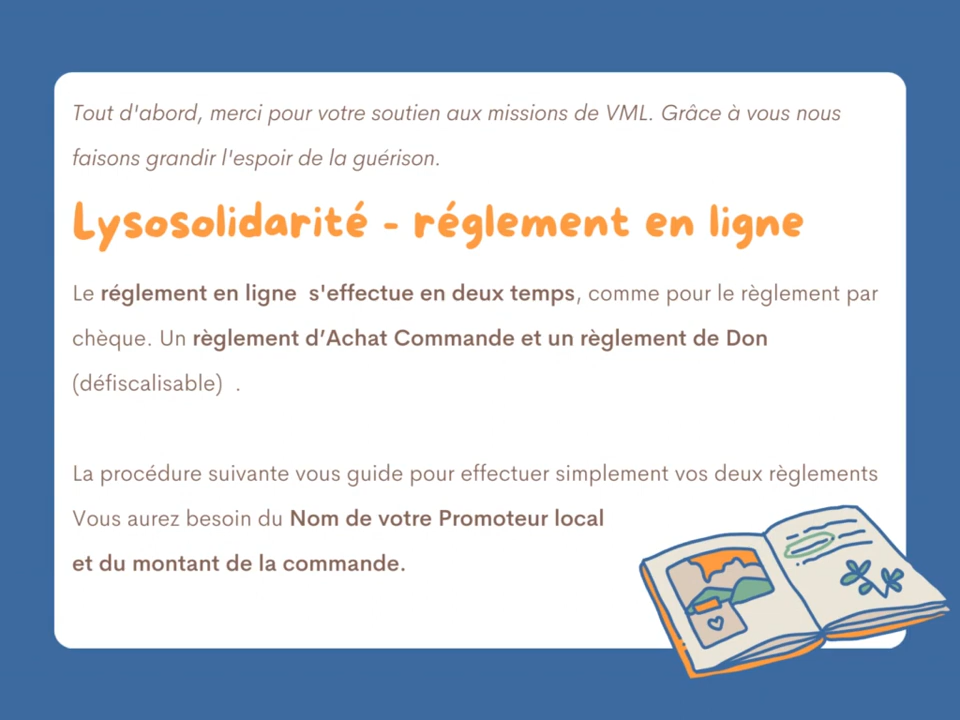 Tout d'abord, merci pour votre soutien aux missions de VML. Grâce à vous nous
faisons grandir l'espoir de la guérison.
Lysosolidarité - réglement en ligne
Le réglement en ligne s'effectue en deux temps, comme pour le règlement par
chèque. Un règlement d’Achat Commande et un règlement de Don
(défiscalisable) .
La procédure suivante vous guide pour effectuer simplement vos deux règlements
Vous aurez besoin du Nom de votre Promoteur local
et du montant de la commande.